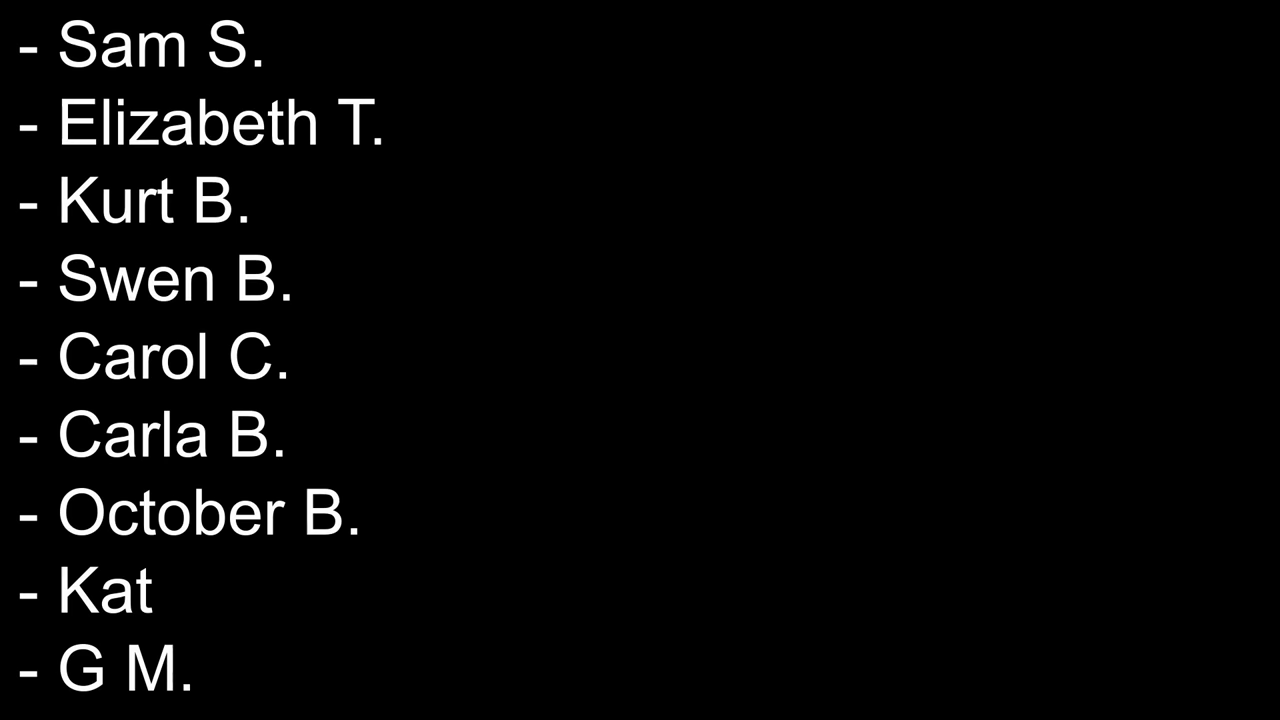 - Sam S.
- Elizabeth T.
- Kurt B.
- Swen B.
- Carol C.
- Carla B.
- October B.
- Kat
- G M.